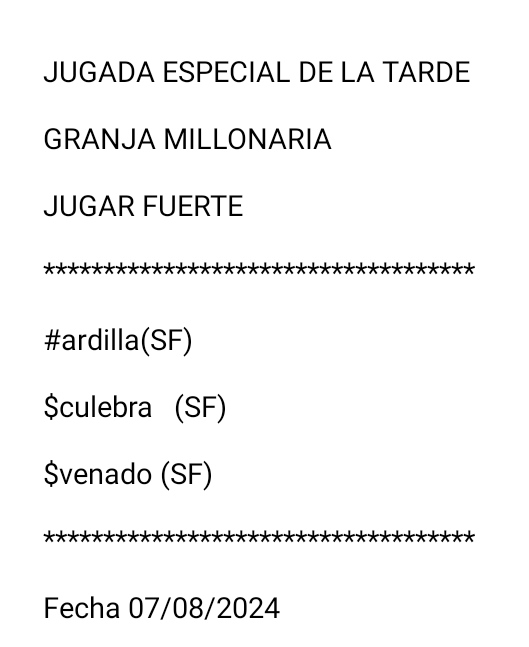 JUGADA ESPECIAL DE LA TARDE
GRANJA MILLONARIA
JUGAR FUERTE
************************************
#ardilla(SF)
$culebra   (SF)
$venado (SF)
************************************
Fecha 07/08/2024